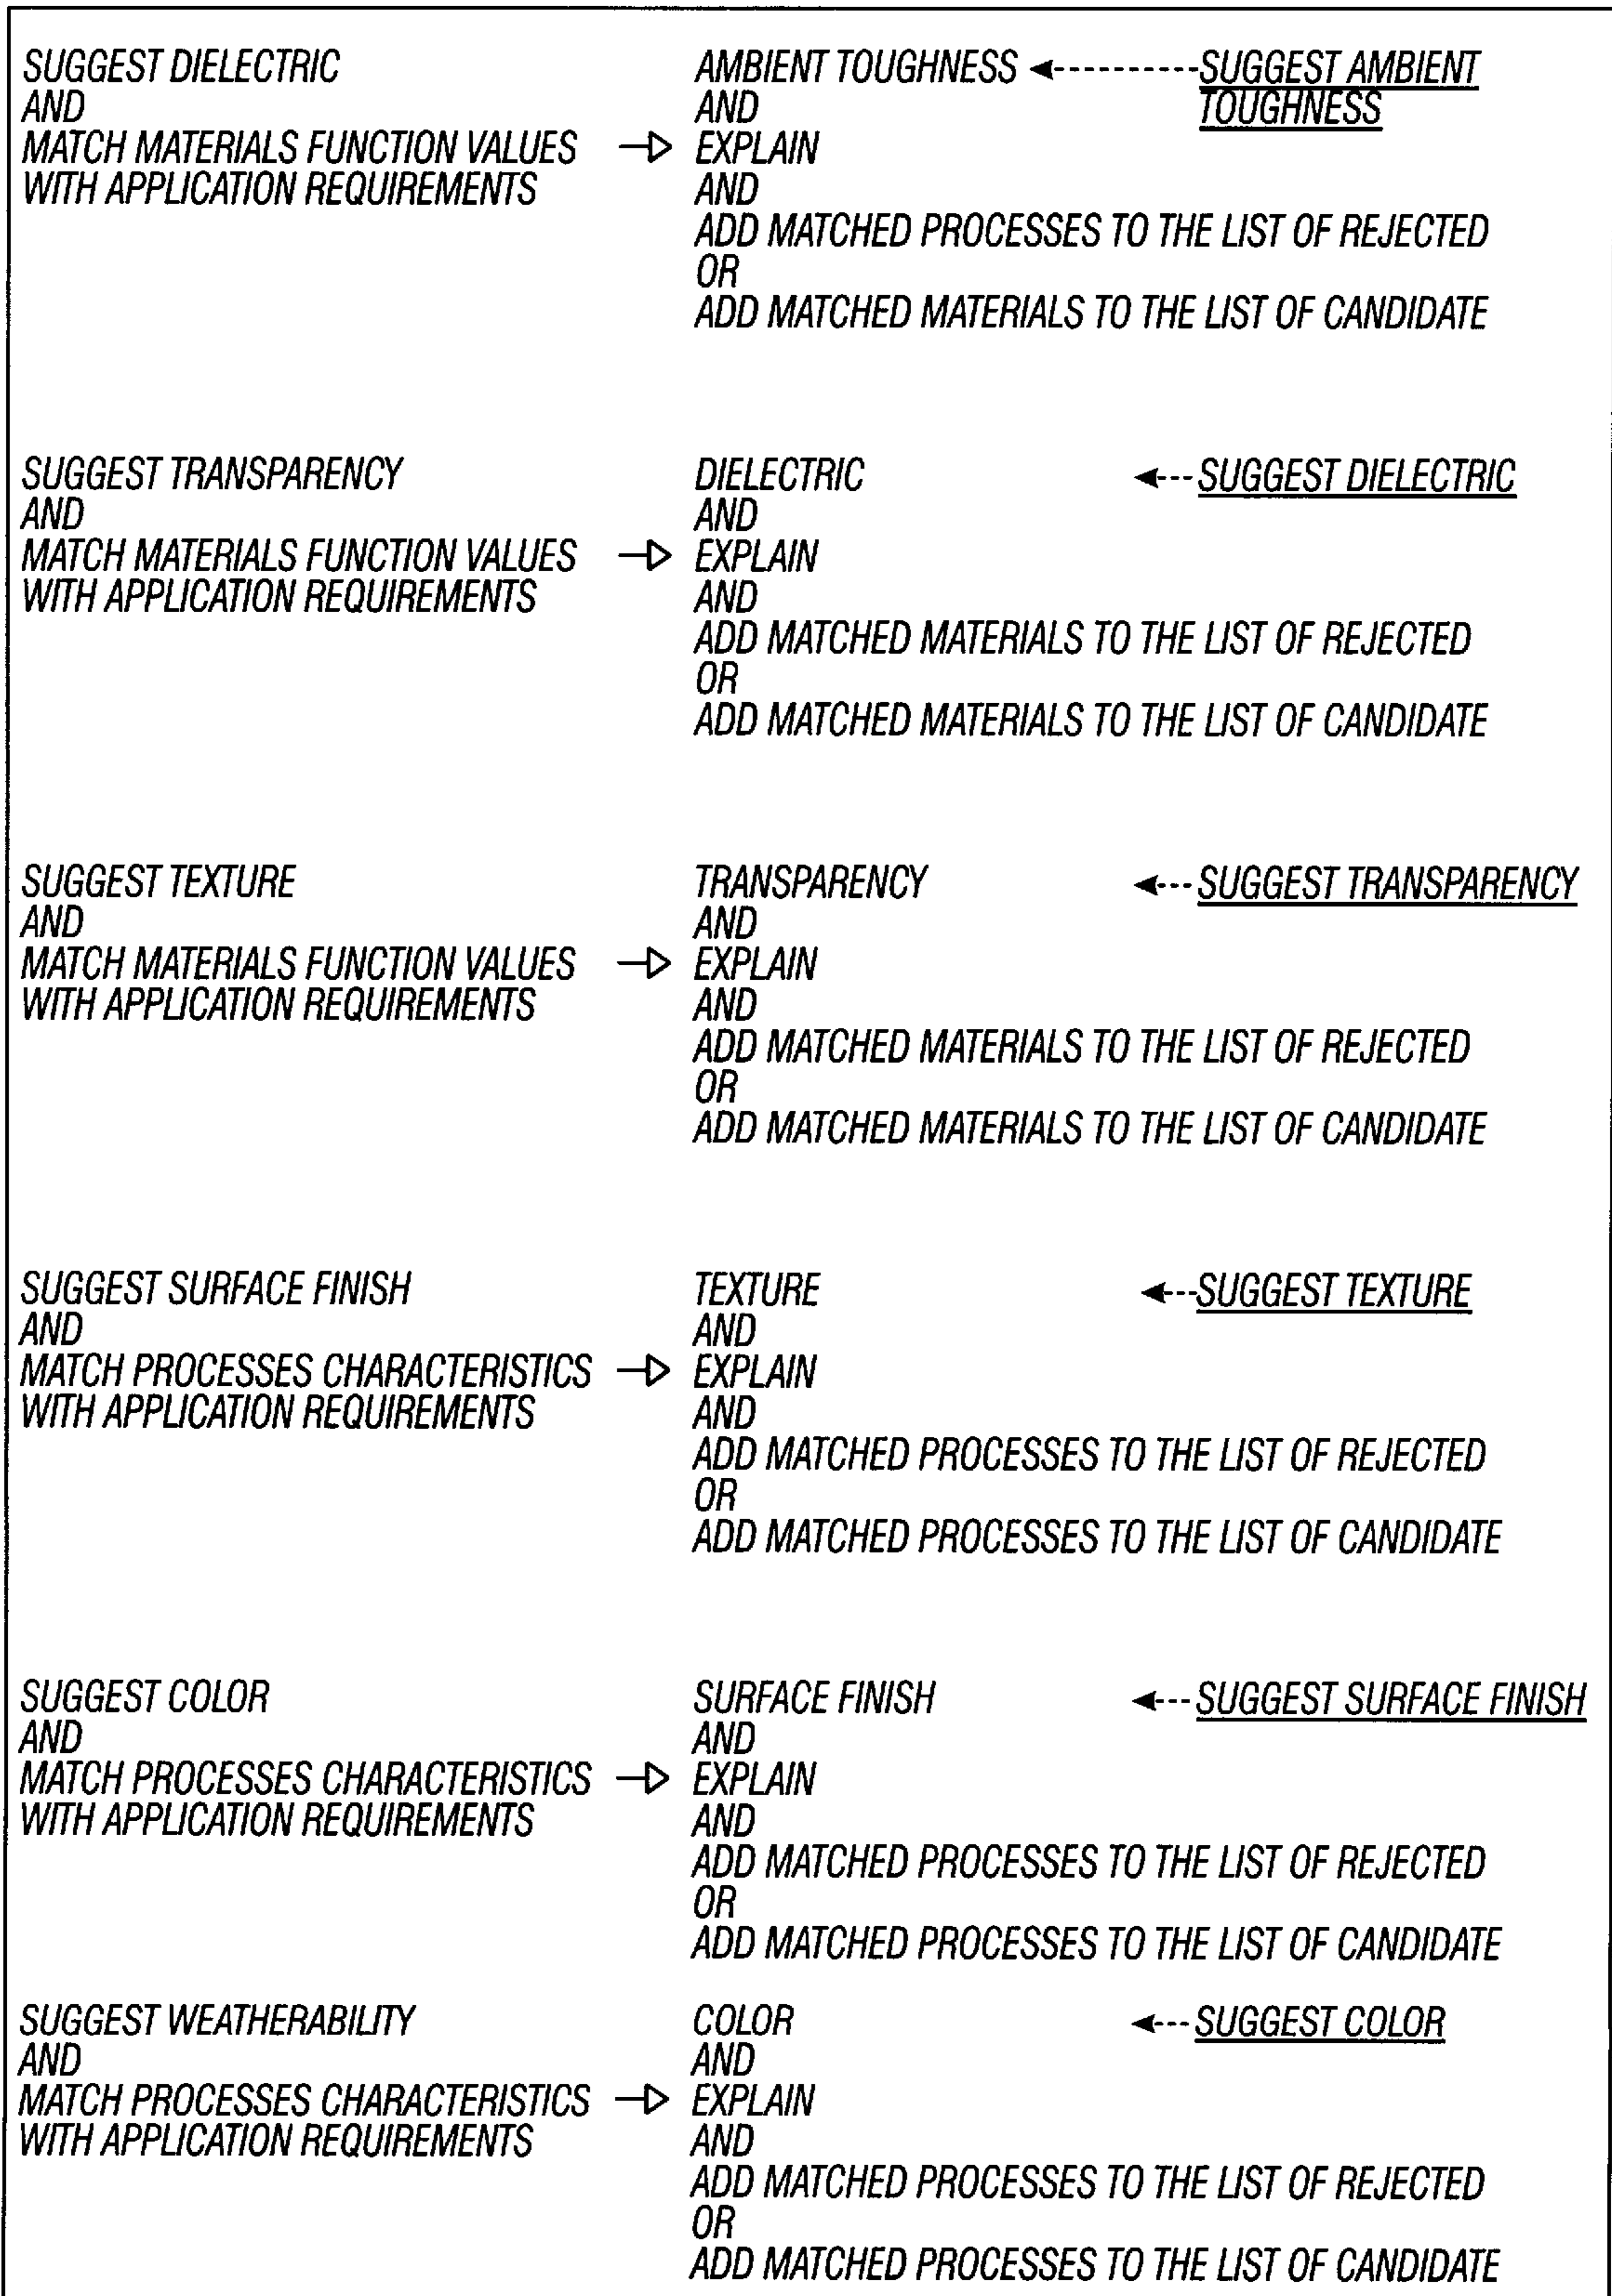 SUGGEST DIELECTRIC
AND
MATCH MATERIALS FUNCTION VALUES
WITH APPLICATION REQUIREMENTS
AMBIENT TOUGHNESS
AND
EXPLAIN
AND
ADD MATCHED PROCESSES TO THE LIST OF REJECTED
OR
ADD MATCHED MATERIALS TO THE LIST OF CANDIDATE
SUGGEST AMBIENT
TOUGHNESS
SUGGEST TRANSPARENCY
AND
MATCH MATERIALS FUNCTION VALUES
WITH APPLICATION REQUIREMENTS
DIELECTRIC
AND
EXPLAIN
AND
ADD MATCHED MATERIALS TO THE LIST OF REJECTED
OR
ADD MATCHED MATERIALS TO THE LIST OF CANDIDATE
SUGGEST DIELECTRIC
SUGGEST TEXTURE
AND
MATCH MATERIALS FUNCTION VALUES
WITH APPLICATION REQUIREMENTS
TRANSPARENCY
AND
EXPLAIN
AND
ADD MATCHED MATERIALS TO THE LIST OF REJECTED
OR
ADD MATCHED MATERIALS TO THE LIST OF CANDIDATE
SUGGEST TRANSPARENCY
SUGGEST SURFACE FINISH
AND
MATCH PROCESSES CHARACTERISTICS
WITH APPLICATION REQUIREMENTS
TEXTURE
AND
EXPLAIN
AND
ADD MATCHED PROCESSES TO THE LIST OF REJECTED
OR
ADD MATCHED PROCESSES TO THE LIST OF CANDIDATE
SUGGEST TEXTURE
SUGGEST COLOR
AND
MATCH PROCESSES CHARACTERISTICS
WITH APPLICATION REQUIREMENTS
SURFACE FINISH
AND
EXPLAIN
AND
ADD MATCHED PROCESSES TO THE LIST OF REJECTED
OR
ADD MATCHED PROCESSES TO THE LIST OF CANDIDATE
SUGGEST SURFACE FINISH
SUGGEST WEATHERABILITY
AND
MATCH PROCESSES CHARACTERISTICS
WITH APPLICATION REQUIREMENTS
COLOR
AND
EXPLAIN
AND
ADD MATCHED PROCESSES TO THE LIST OF REJECTED
OR
ADD MATCHED PROCESSES TO THE LIST OF CANDIDATE
SUGGEST COLOR